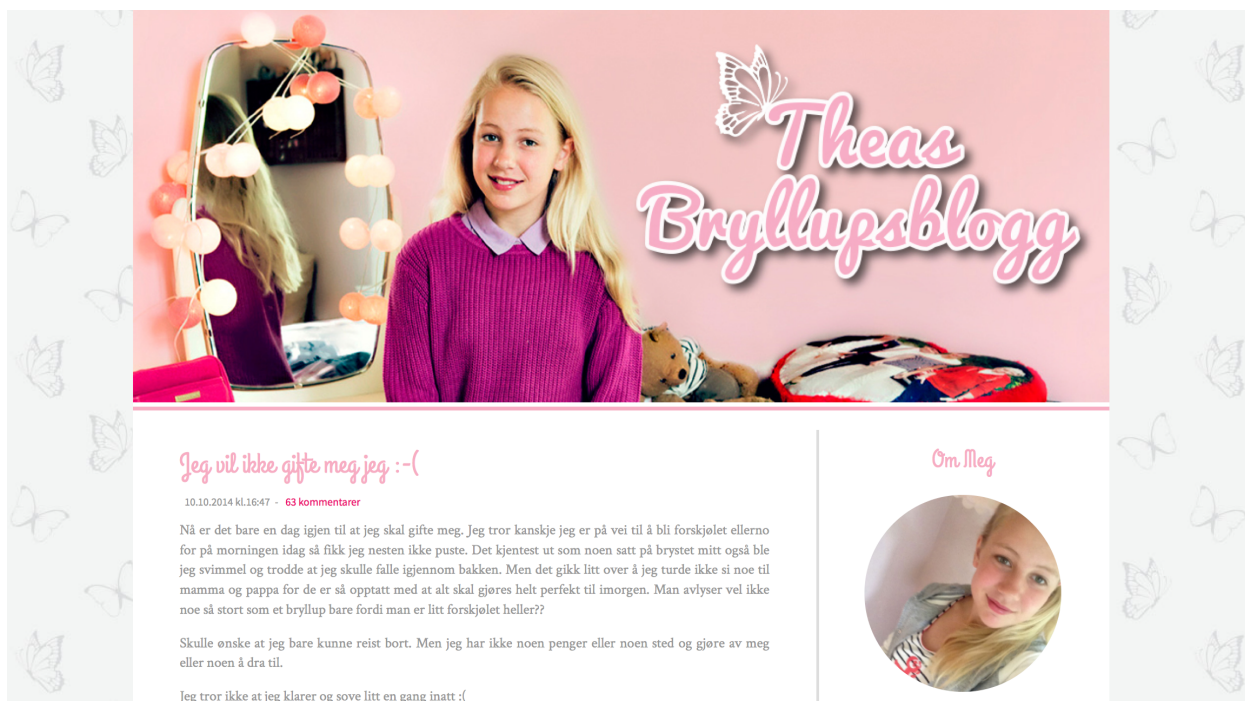 Theas
Bryllupsblogg
Jeg vil ikke gifte meg jeg :-(
10.10.2014 kl.16:47 - 63 kommentarer
Nå er det bare en dag igjen til at jeg skal gifte meg. Jeg tror kanskje jeg er på vei til å bli forskjølet ellerno
for på morningen idag så fikk jeg nesten ikke puste. Det kjentest ut som noen satt på brystet mitt også ble
jeg svimmel og trodde at jeg skulle falle igjennom bakken. Men det gikk litt over å jeg turde ikke si noe til
mamma og pappa for de er så opptatt med at alt skal gjøres helt perfekt til imorgen. Man avlyser vel ikke
noe så stort som et bryllup bare fordi man er litt forskjølet heller??
Skulle ønske at jeg bare kunne reist bort. Men jeg har ikke noen penger eller noen sted og gjøre av meg
eller noen å dra til.
Jeg tror ikke at jeg klarer og sove litt en gang inatt :(
Om Meg